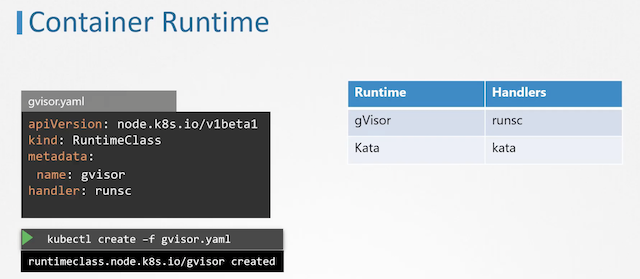 Container Runtime
gvisor.yaml
apiVersion: node.k8s.io/v1beta1
kind: RuntimeClass
metadata:
 name: gvisor
handler: runsc
kubectl create –f gvisor.yaml
runtimeclass.node.k8s.io/gvisor created
Runtime Handlers
gVisor runsc
Kata kata